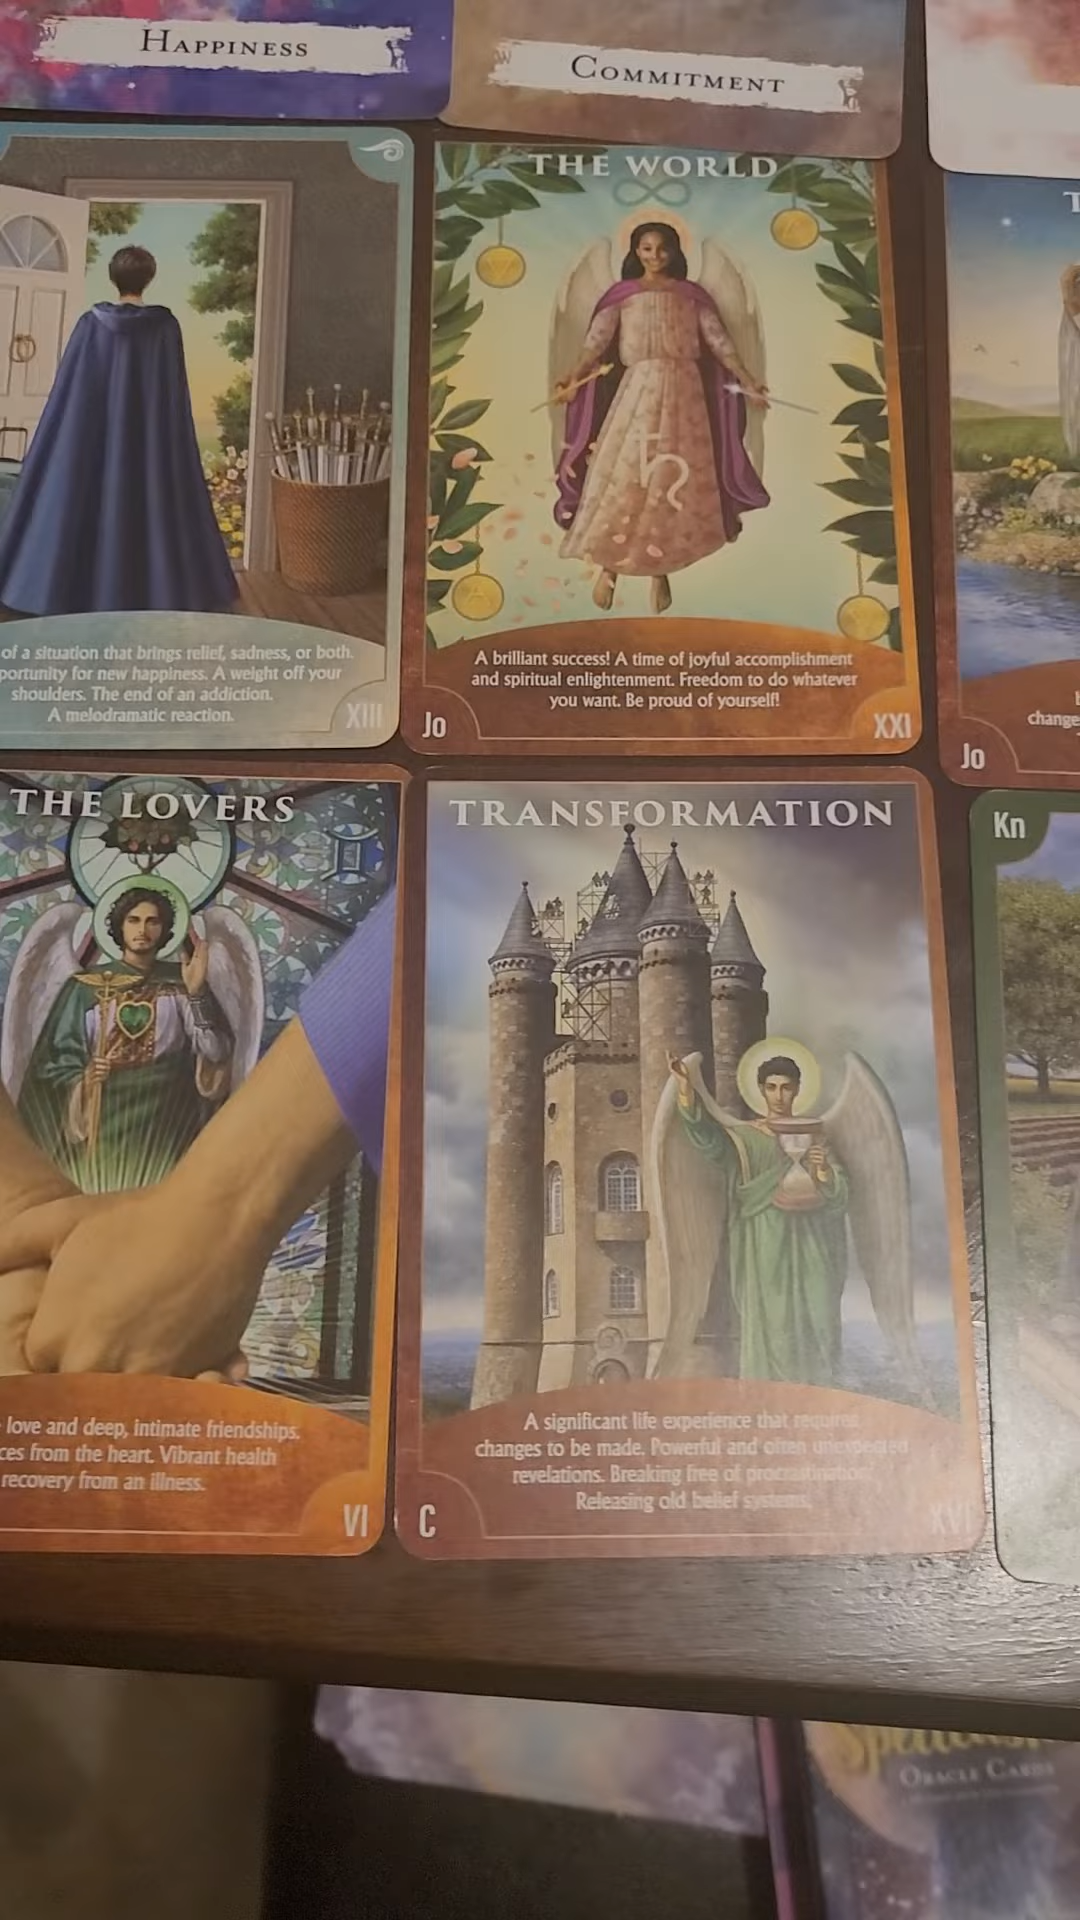 HAPPINESS
COMMITMENT
THE WORLD
T
of a situation that brings relief, sadness, or both.
portunity for new happiness. A weight off your
shoulders. The end of an addiction.
A melodramatic reaction.
XIII
A brilliant success! A time of joyful accomplishment
and spiritual enlightenment. Freedom to do whatever
you want. Be proud of yourself!
Jo
XXI
change
Jo
THE LOVERS
love and deep, intimate friendships.
ces from the heart. Vibrant health
recovery from an illness.
VI
TRANSFORMATION
A significant life experience that required
changes to be made. Powerful and often unexpected
revelations. Breaking free of procrastination.
Releasing old belief systems.
C
XVI
Kn
ORACLE CARDS